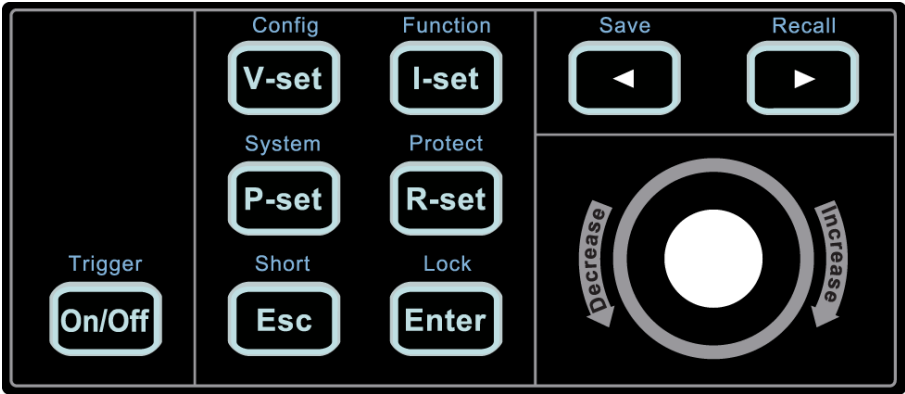 Config Function Save Recall
V-set I-set
System Protect
P-set R-set
Decrease Increase
Trigger Short Lock
On/Off Esc Enter